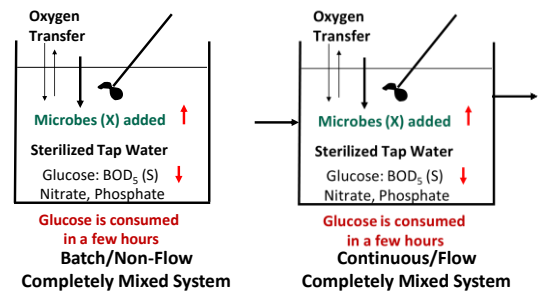 Oxygen
Transfer
Microbes (X) added
Sterilized Tap Water
Glucose: BOD₅ (S)
Nitrate, Phosphate
Glucose is consumed
in a few hours
Batch/Non-Flow
Completely Mixed System
Oxygen
Transfer
Microbes (X) added
Sterilized Tap Water
Glucose: BOD₅ (S)
Nitrate, Phosphate
Glucose is consumed
in a few hours
Continuous/Flow
Completely Mixed System